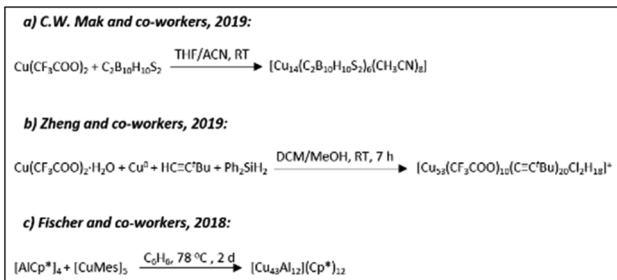 a) C.W. Mak and co-workers, 2019:
THF/ACN, RT
Cu(CF₃COO)₂ + C₂B₁₀H₁₀S₂ → [Cu₁₄(C₂B₁₀H₁₀S₂)₆(CH₃CN)₈]
b) Zheng and co-workers, 2019:
DCM/MeOH, RT, 7 h
Cu(CF₃COO)₂·H₂O + Cu⁰ + HC≡CᵗBu + Ph₂SiH₂ → [Cu₅₃(CF₃COO)₁₀(C≡CᵗBu)₂₀Cl₂H₁₈]⁺
c) Fischer and co-workers, 2018:
C₆H₆, 78 ºC, 2 d
[AlCp*]₄ + [CuMes]₅ → [Cu₄₃Al₁₂](Cp*)₁₂